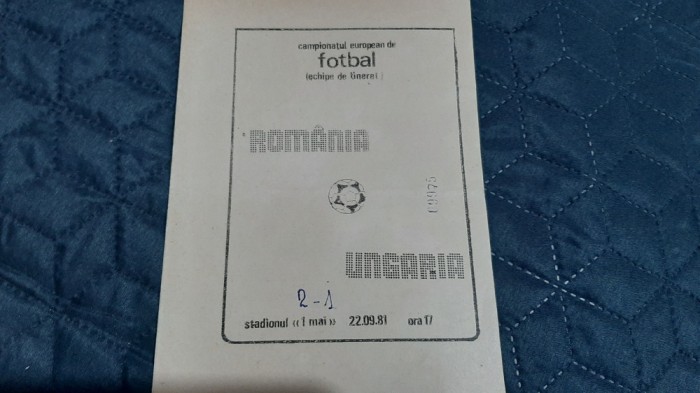 campionatul european de
fotbal
(echipe de tineret)
ROMÂNIA
UNGARIA
2-1
stadionul «1 mai» 22.09.81 ora 17